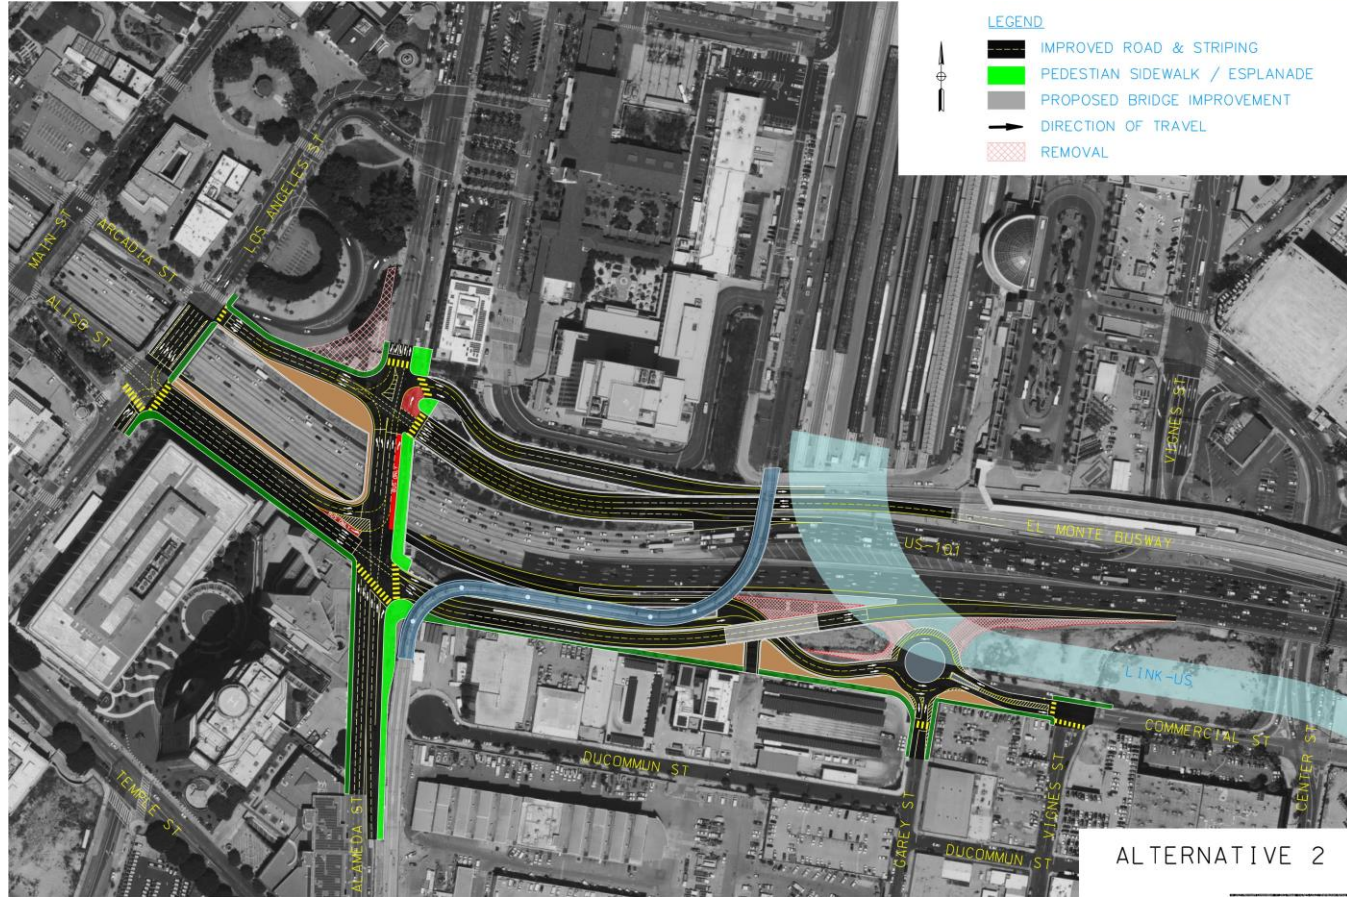 LEGEND
IMPROVED ROAD & STRIPING
PEDESTIAN SIDEWALK / ESPLANADE
PROPOSED BRIDGE IMPROVEMENT
DIRECTION OF TRAVEL
REMOVAL
MAIN ST
ARCADIA ST
LOS ANGELES ST
ALISO ST
VIGNES ST
EL MONTE BUSWAY
US-101
LINK-US
COMMERCIAL ST
DUCOMMUN ST
TEMPLE ST
ALAMEDA ST
GAREY ST
VIGNES ST
CENTER ST
DUCOMMUN ST
ALTERNATIVE 2